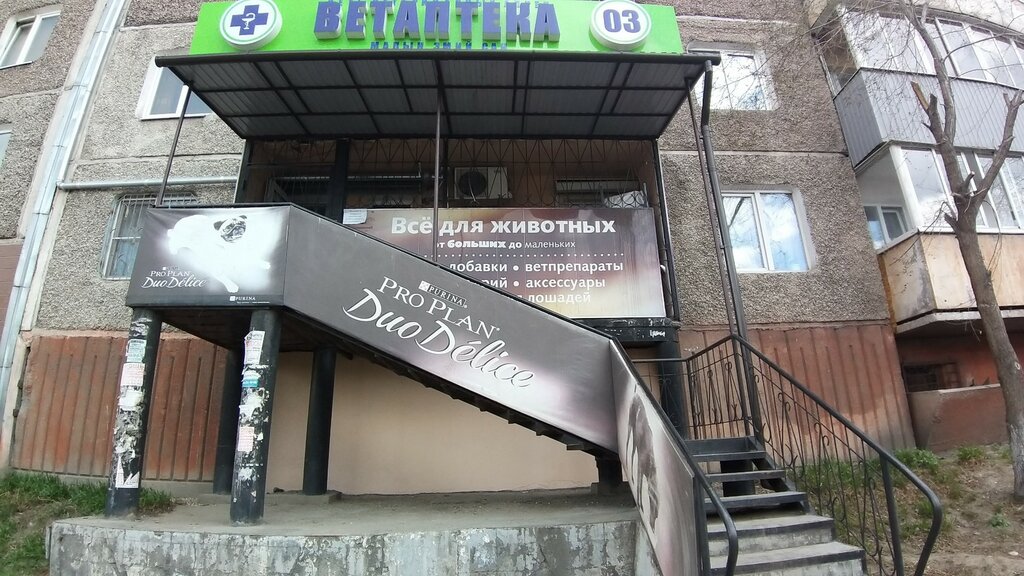 ВЕТАПТЕКА
03
Всё для животных
от больших до маленьких
добавки • ветпрепараты
• аксессуары
лошадей
PRO PLAN
Duo Délice
PURINA
PURINA
PRO PLAN
Duo Délice